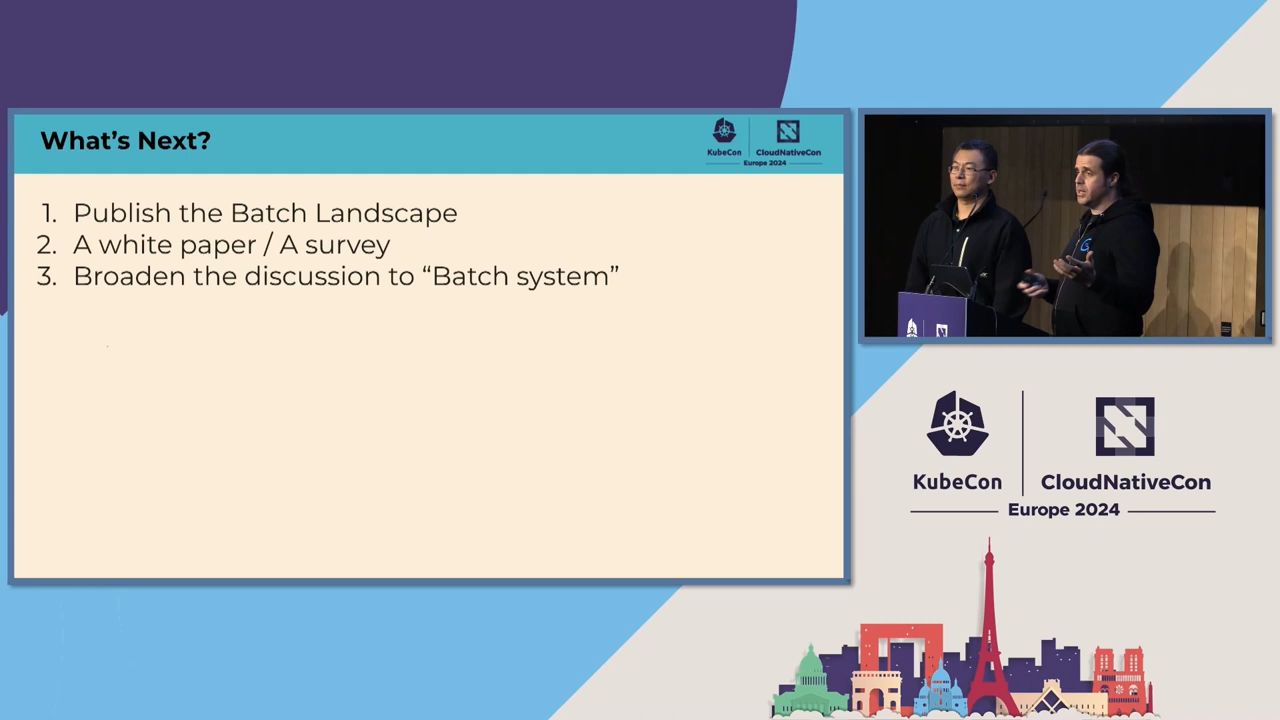 What's Next?
KubeCon
CloudNativeCon
Europe 2024
1. Publish the Batch Landscape
2. A white paper / A survey
3. Broaden the discussion to “Batch system”
KubeCon
CloudNativeCon
Europe 2024